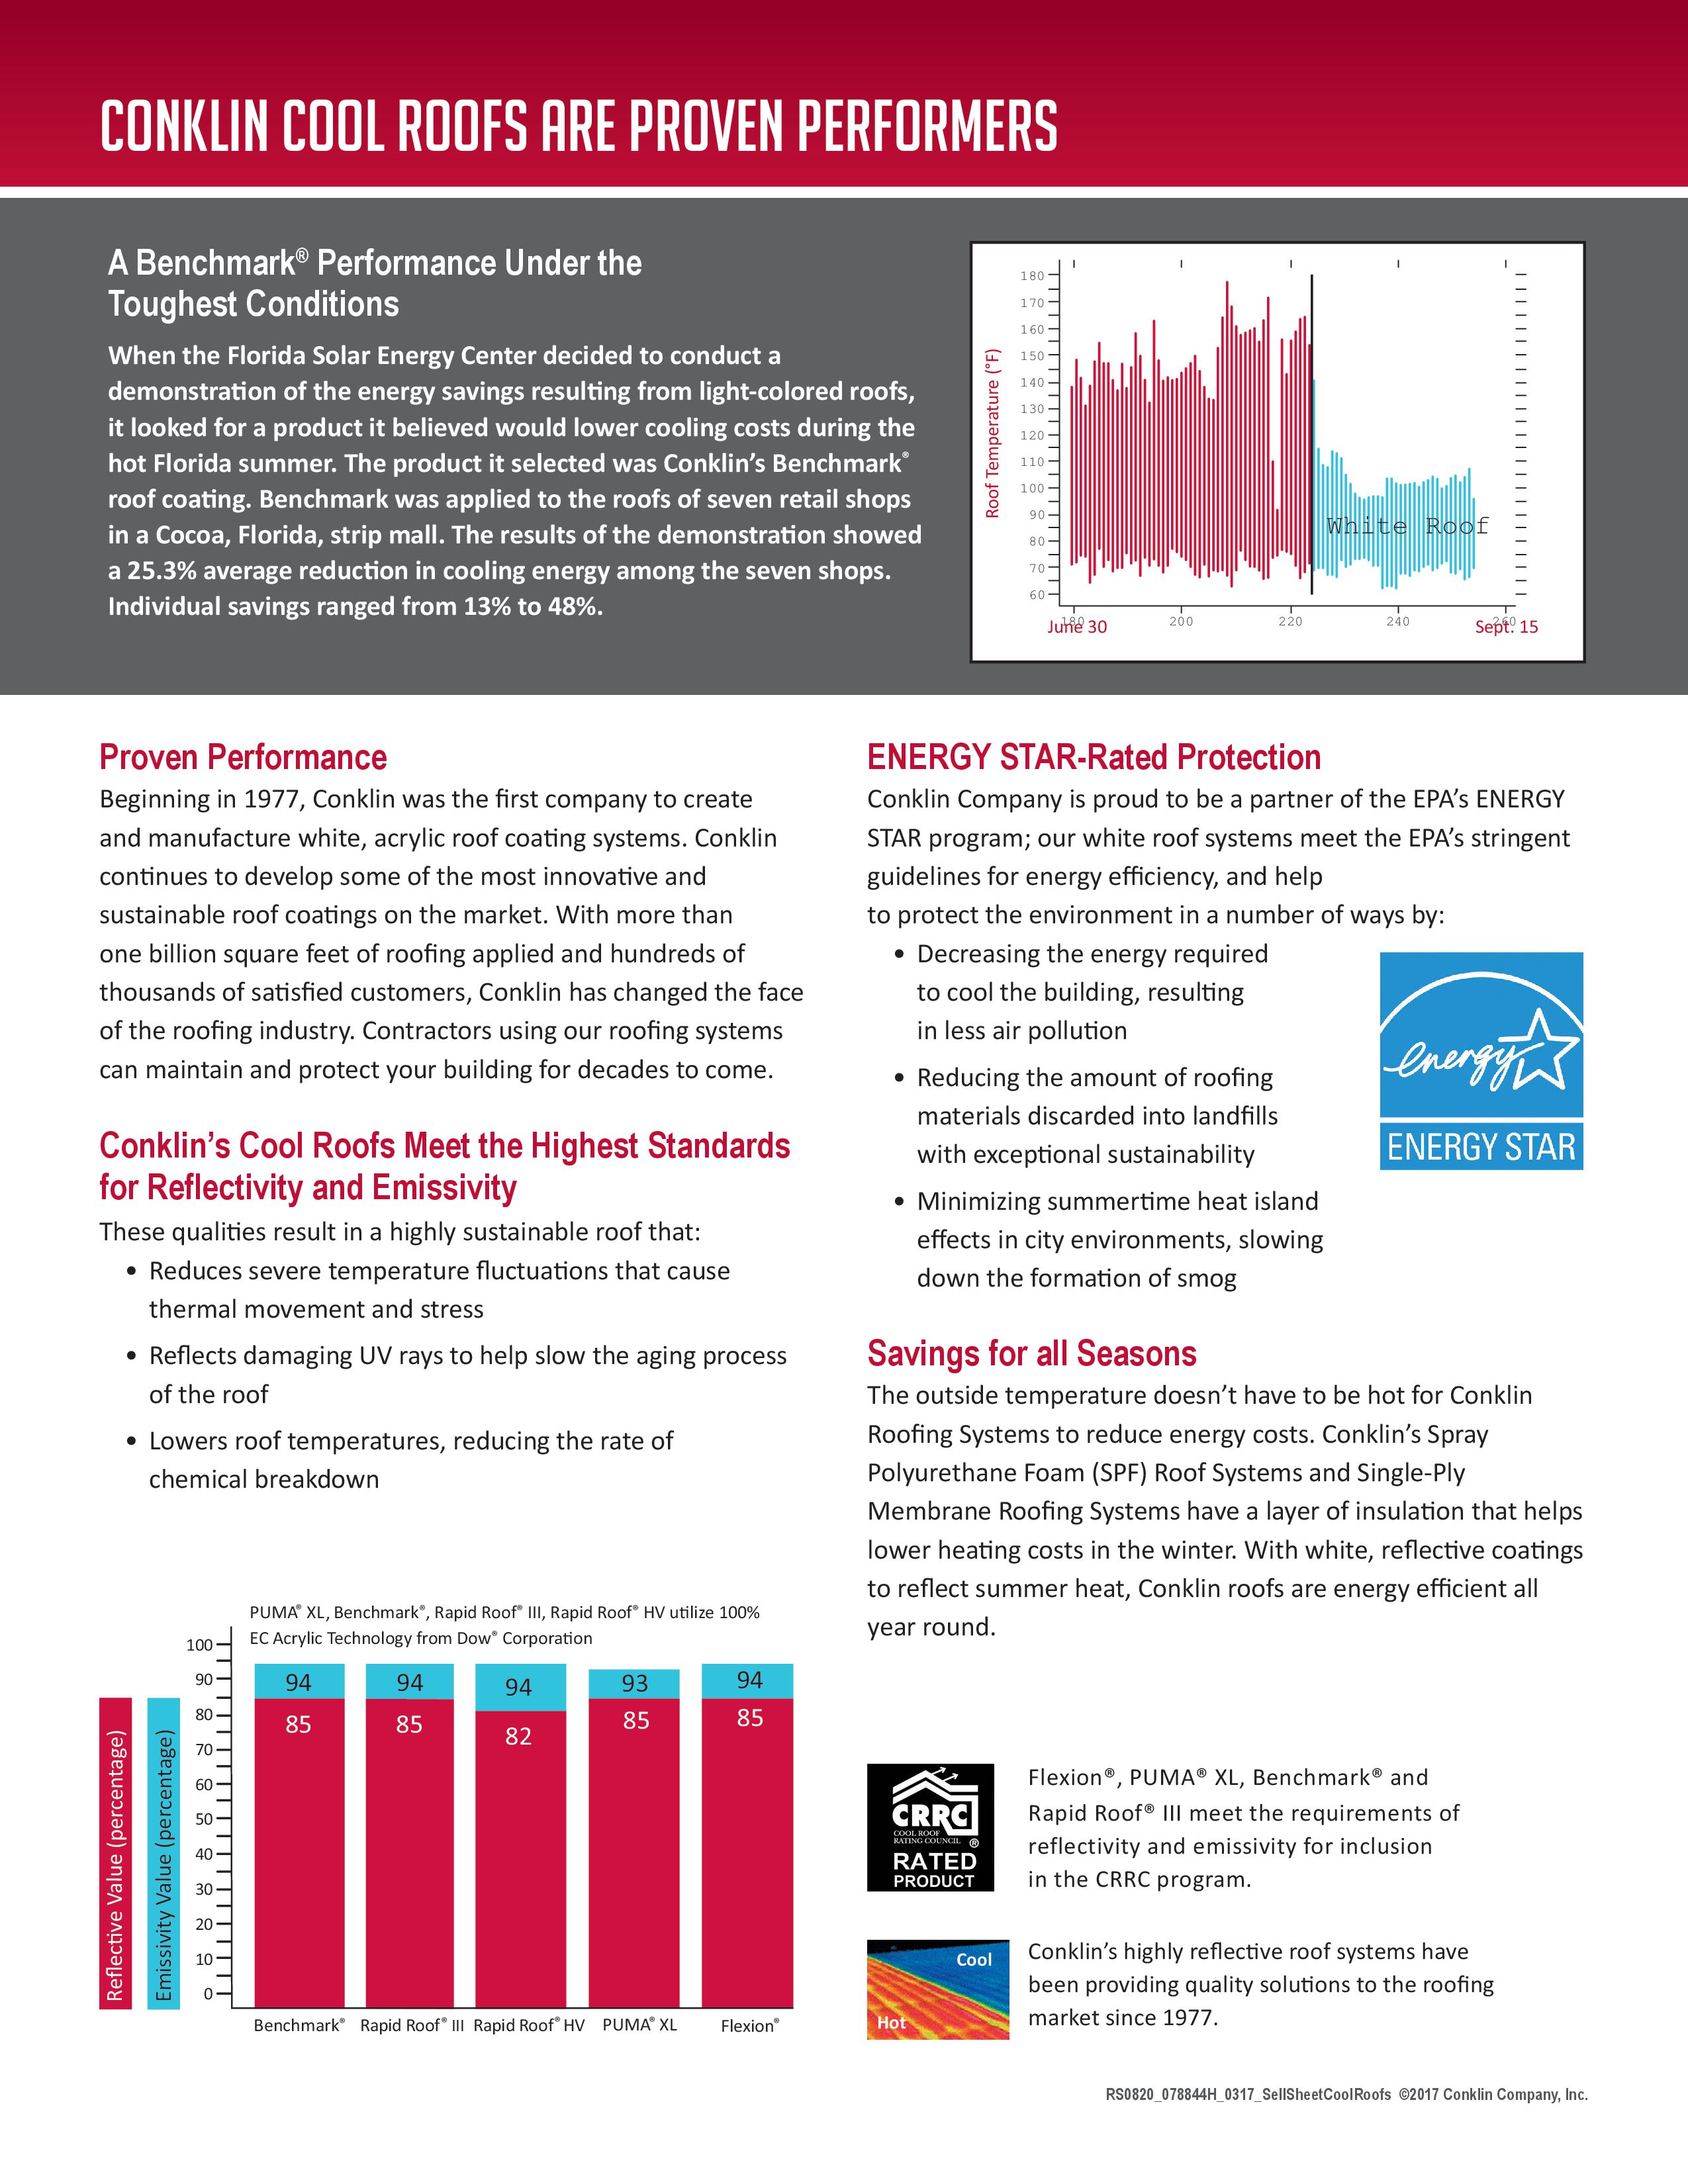 CONKLIN COOL ROOFS ARE PROVEN PERFORMERS
A Benchmark® Performance Under the
Toughest Conditions
When the Florida Solar Energy Center decided to conduct a
demonstration of the energy savings resulting from light-colored roofs,
it looked for a product it believed would lower cooling costs during the
hot Florida summer. The product it selected was Conklin’s Benchmark®
roof coating. Benchmark was applied to the roofs of seven retail shops
in a Cocoa, Florida, strip mall. The results of the demonstration showed
a 25.3% average reduction in cooling energy among the seven shops.
Individual savings ranged from 13% to 48%.
Roof Temperature (°F)
180
170
160
150
140
130
120
110
100
90
80
70
60
White Roof
180 200 220 240 260
June 30 Sept. 15
Proven Performance
Beginning in 1977, Conklin was the first company to create
and manufacture white, acrylic roof coating systems. Conklin
continues to develop some of the most innovative and
sustainable roof coatings on the market. With more than
one billion square feet of roofing applied and hundreds of
thousands of satisfied customers, Conklin has changed the face
of the roofing industry. Contractors using our roofing systems
can maintain and protect your building for decades to come.
Conklin’s Cool Roofs Meet the Highest Standards
for Reflectivity and Emissivity
These qualities result in a highly sustainable roof that:
• Reduces severe temperature fluctuations that cause
thermal movement and stress
• Reflects damaging UV rays to help slow the aging process
of the roof
• Lowers roof temperatures, reducing the rate of
chemical breakdown
PUMA® XL, Benchmark®, Rapid Roof® III, Rapid Roof® HV utilize 100%
EC Acrylic Technology from Dow® Corporation
Reflective Value (percentage)
Emissivity Value (percentage)
100
90
80
70
60
50
40
30
20
10
0
94 94 94 93 94
85 85 82 85 85
Benchmark® Rapid Roof® III Rapid Roof® HV PUMA® XL Flexion®
ENERGY STAR-Rated Protection
Conklin Company is proud to be a partner of the EPA’s ENERGY
STAR program; our white roof systems meet the EPA’s stringent
guidelines for energy efficiency, and help
to protect the environment in a number of ways by:
• Decreasing the energy required
to cool the building, resulting
in less air pollution
• Reducing the amount of roofing
materials discarded into landfills
with exceptional sustainability
• Minimizing summertime heat island
effects in city environments, slowing
down the formation of smog
energy
ENERGY STAR
Savings for all Seasons
The outside temperature doesn’t have to be hot for Conklin
Roofing Systems to reduce energy costs. Conklin’s Spray
Polyurethane Foam (SPF) Roof Systems and Single-Ply
Membrane Roofing Systems have a layer of insulation that helps
lower heating costs in the winter. With white, reflective coatings
to reflect summer heat, Conklin roofs are energy efficient all
year round.
CRRC
COOL ROOF
RATING COUNCIL ®
RATED
PRODUCT
Flexion®, PUMA® XL, Benchmark® and
Rapid Roof® III meet the requirements of
reflectivity and emissivity for inclusion
in the CRRC program.
Cool
Hot
Conklin’s highly reflective roof systems have
been providing quality solutions to the roofing
market since 1977.
RS0820_078844H_0317_SellSheetCoolRoofs ©2017 Conklin Company, Inc.